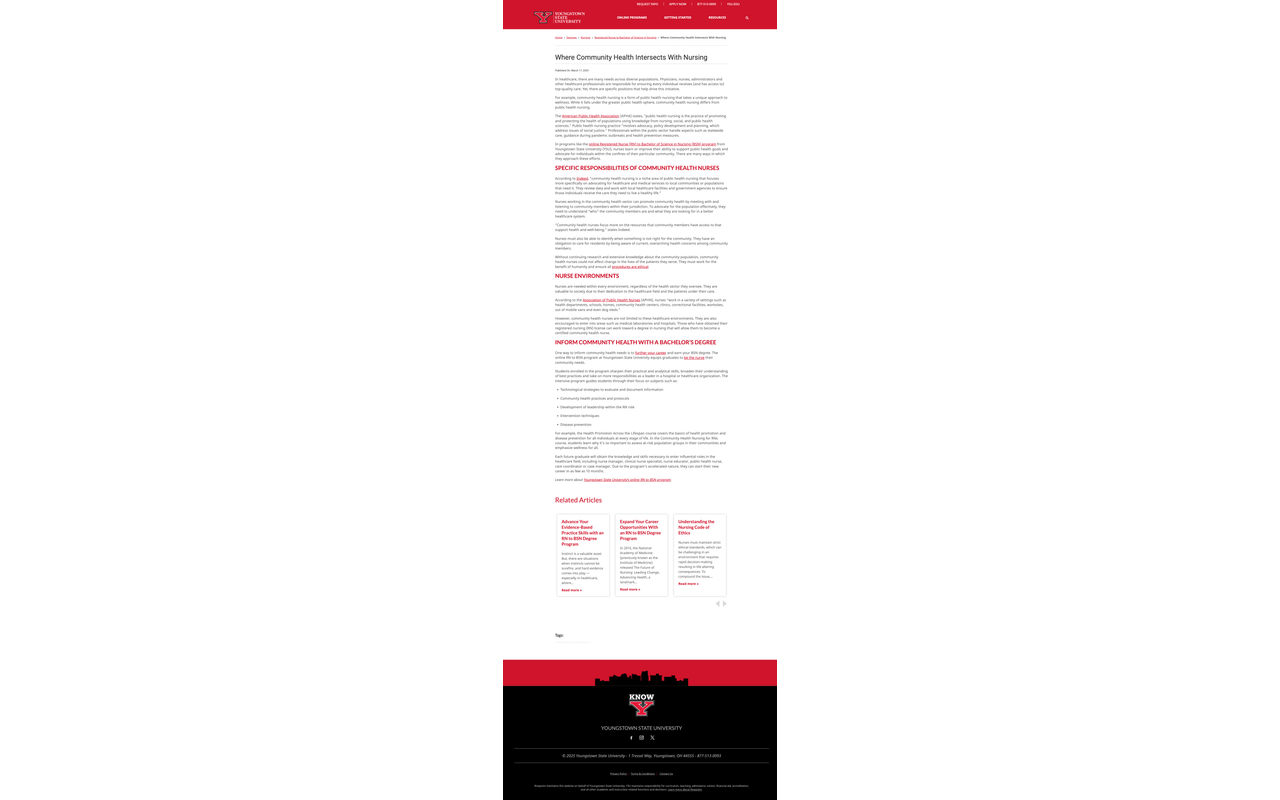 REQUEST INFO | APPLY NOW | 877-513-0093 | YSU.EDU
YOUNGSTOWN
STATE
UNIVERSITY
ONLINE PROGRAMS
GETTING STARTED
RESOURCES
Where Community Health Intersects With Nursing
In healthcare, there are many needs across diverse populations. Physicians, nurses, administrators and
other healthcare professionals are responsible for ensuring every individual receives (and has access to)
top-quality care. Yet, there are specific positions that help drive this initiative.
For example, community health nursing is a form of public health nursing that takes a unique approach to
wellness. While it falls under the greater public health sphere, community health nursing differs from
public health nursing.
The American Public Health Association (APHA) states, "public health nursing is the practice of promoting
and protecting the health of populations using knowledge from nursing, social, and public health
sciences." Public health nursing practice "involves advocacy, policy development and planning, which
address issues of social justice." Professionals within the public sector handle aspects such as statewide
care, guidance during pandemic outbreaks and health prevention measures.
In programs like the online Registered Nurse (RN) to Bachelor of Science in Nursing (BSN) program from
Youngstown State University (YSU), nurses learn or improve their ability to support public health goals and
advocate for individuals within the confines of their particular community. There are many ways in which
they approach those efforts.
SPECIFIC RESPONSIBILITIES OF COMMUNITY HEALTH NURSES
According to Indeed, "community health nursing is a niche area of public health nursing that focuses
more specifically on advocating for healthcare and medical services to local communities or populations
that need it. They review data and work with local healthcare facilities and government agencies to ensure
those individuals receive the care they need to live a healthy life."
Nurses working in the community health sector can promote community health by meeting with and
listening to community members within their jurisdiction. To advocate for the population effectively, they
need to understand "who" the community members are and what they are looking for in a better
healthcare system.
"Community health nurses focus more on the resources that community members have access to that
support health and well-being," states Indeed.
Nurses must also be able to identify when something is not right for the community. They have an
obligation to care for residents by being aware of current, overarching health concerns among community
members.
Without continuing research and extensive knowledge about the community population, community
health nurses could not affect change in the lives of the patients they serve. They must work for the
benefit of humanity and ensure all procedures are ethical.
NURSE ENVIRONMENTS
Nurses are needed within every environment, regardless of the health sector they oversee. They are
valuable to society due to their dedication to the healthcare field and the patients under their care.
According to the Association of Public Health Nurses (APHN), nurses "work in a variety of settings such as
health departments, schools, homes, community health centers, clinics, correctional facilities, worksites,
out of mobile vans and even dog sleds."
However, community health nurses are not limited to these healthcare environments. They are also
encouraged to enter into areas such as medical laboratories and hospitals. Those who have obtained their
registered nursing (RN) license can work toward a degree in nursing that will allow them to become a
certified community health nurse.
INFORM COMMUNITY HEALTH WITH A BACHELOR'S DEGREE
One way to inform community health needs is to further your career and earn your BSN degree. The
online RN to BSN program at Youngstown State University equips graduates to be the nurse their
community needs.
Students enrolled in the program sharpen their practical and analytical skills, broaden their understanding
of best practices and take on more responsibilities as a leader in a hospital or healthcare organization. The
intensive program guides students through their focus on subjects such as:
• Technological strategies to evaluate and document information
• Community health practices and protocols
• Development of leadership within the RN role
• Intervention techniques
• Disease prevention
For example, the Health Promotion Across the Lifespan course covers the basics of health promotion and
disease prevention for all individuals at every stage of life. In the Community Nursing for RNs
course, students learn why it's so important to assess at-risk population groups in their communities and
emphasize wellness for all.
Each future graduate will obtain the knowledge and skills necessary to enter influential roles in the
healthcare field, including nurse manager, clinical nurse specialist, nurse educator, public health nurse,
care coordinator or case manager. Due to the program's accelerated nature, they can start their new
career in as few as 10 months.
Learn more about Youngstown State University's online RN to BSN program.
Related Articles
Advance Your
Evidence-Based
Practice Skills with an
RN to BSN Degree
Program
Instinct is a valuable asset.
But, there are situations
when instincts cannot be
surefire, and hard evidence
comes into play —
especially in healthcare,
where...
Read more »
Expand Your Career
Opportunities With
an RN to BSN Degree
Program
In 2010, the National
Academy of Medicine
(previously known as the
Institute of Medicine)
released The Future of
Nursing: Leading Change,
Advancing Health, a
landmark...
Read more »
Understanding the
Nursing Code of
Ethics
Nurses must maintain strict
ethical standards, which can
be challenging in an
environment that requires
rapid decision-making
resulting in life-altering
consequences. To
compound the issue,...
Read more »
Tags:
KNOW
Y
YOUNGSTOWN STATE UNIVERSITY
© 2025 Youngstown State University - 1 Tressel Way, Youngstown, OH 44555 - 877-513-0093
Privacy Policy Terms & Conditions Contact Us